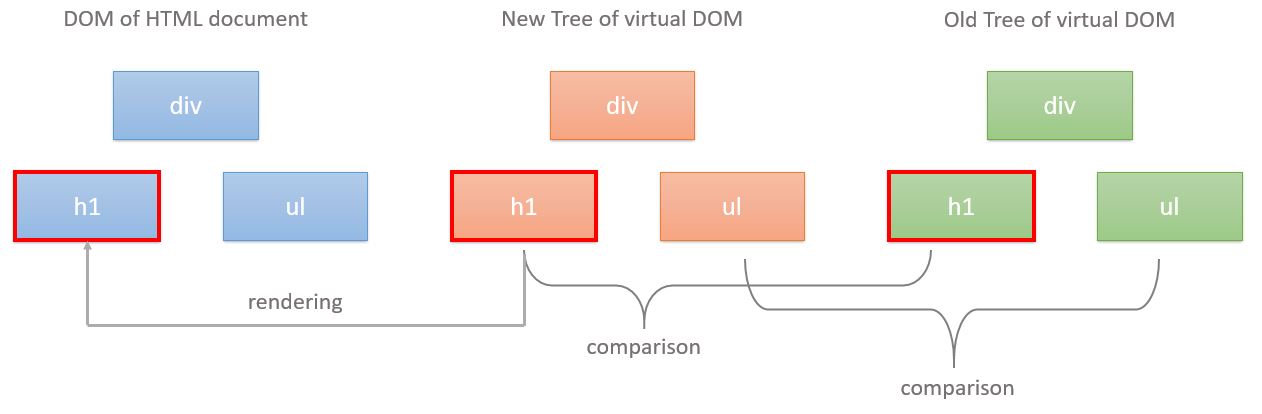 DOM of HTML document
New Tree of virtual DOM
Old Tree of virtual DOM
div
div
div
h1
ul
h1
ul
h1
ul
rendering
comparison
comparison